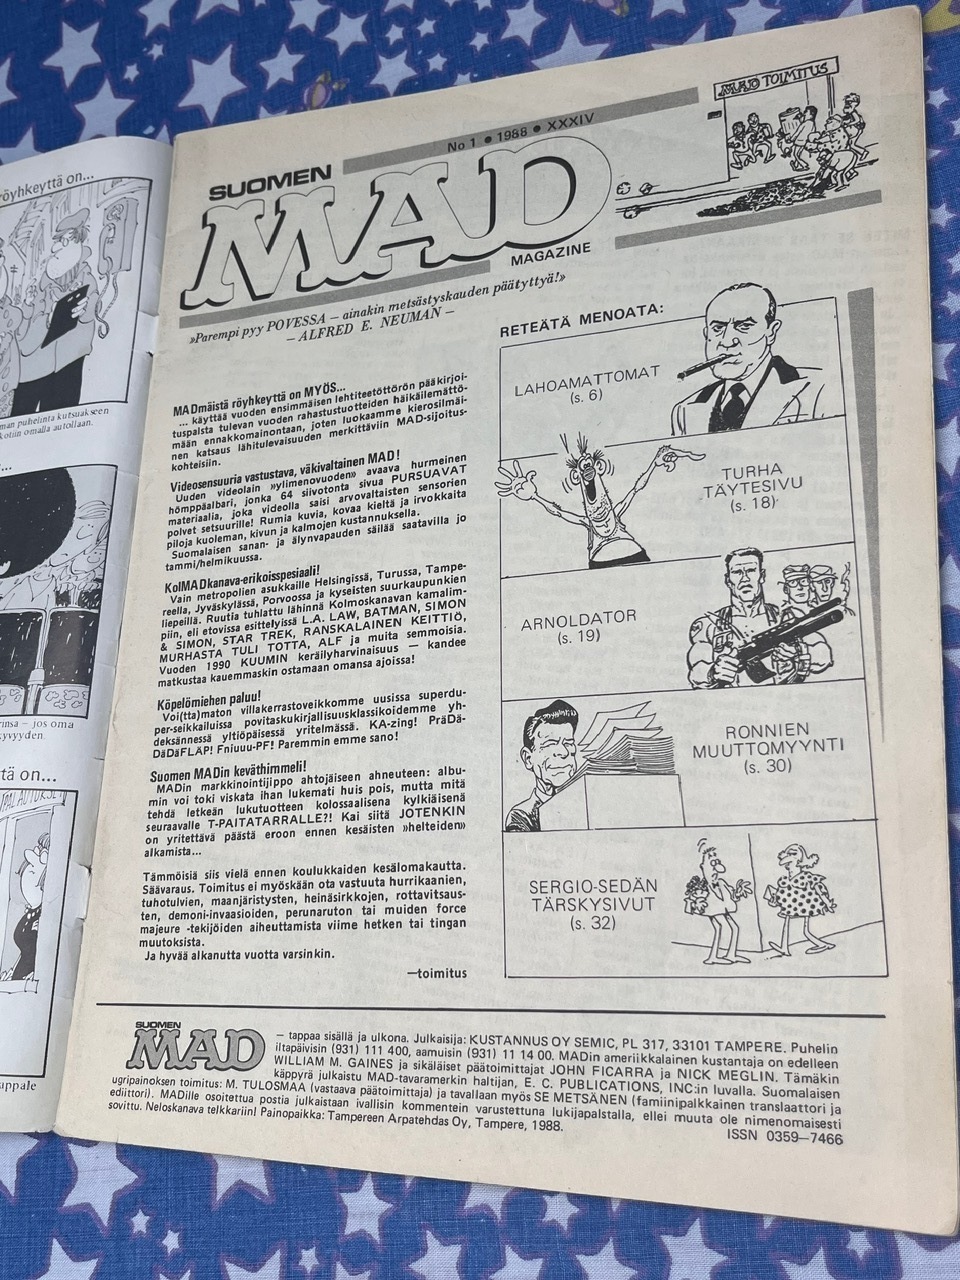 röyhkeyttä on...
man puhelinta kutsuakseen
kotiin omalla autollaan.
...
rinsa — jos oma
kyvyyden.
ttä on...
appale
MAD TOIMITUS
No 1 • 1988 • XXXIV
SUOMEN
MAD
MAGAZINE
»Parempi pyy POVESSA — ainakin metsästyskauden päätyttyä!»
— ALFRED E. NEUMAN —
MADmäistä röyhkeyttä on MYÖS...
... käyttää vuoden ensimmäisen lehtiteetöttörön pääkirjoi-
tuspalsta tulevan vuoden rahastustuotteiden häikäilemättö-
mään ennakkomainontaan, joten luokaamme kierosilmäi-
nen katsaus lähitulevaisuuden merkittäviin MAD-sijoitus-
kohteisiin.
Videosensuuria vastustava, väkivaltainen MAD!
Uuden videolain »ylimenovuoden» avaava hurmeinen
hömppäalbari, jonka 64 siivotonta sivua PURSUAVAT
materiaalia, joka videolla saisi arvovaltaisten sensorien
polvet setsuurille! Rumia kuvia, kovaa kieltä ja irvokkaita
piloja kuoleman, kivun ja kalmojen kustannuksella.
Suomalaisen sanan- ja älynvapauden säilää saatavilla jo
tammi/helmikuussa.
KolMADkanava-erikoisspesiaali!
Vain metropolien asukkaille Helsingissä, Turussa, Tampe-
reella, Jyväskylässä, Porvoossa ja kyseisten suurkaupunkien
liepeillä. Ruutia tuhlattu lähinnä Kolmoskanavan kamalim-
piin, eli etovissa esittelyissä L.A. LAW, BATMAN, SIMON
& SIMON, STAR TREK, RANSKALAINEN KEITTIÖ,
MURHASTA TULI TOTTA, ALF ja muita semmoisia.
Vuoden 1990 KUUMIN keräilyharvinaisuus — kandee
matkustaa kauemmaskin ostamaan omansa ajoissa!
Köpelömiehen paluu!
Voi(tta)maton villakerrastoveikkomme uusissa superdu-
per-seikkailuissa povitaskukirjallisuusklassikoidemme yh-
deksännessä yltiöpäisessä yritelmässä. KA-zing! PräDä-
DäDäFLÄP! Fniuuu-PF! Paremmin emme sano!
Suomen MADin keväthimmeli!
MADin markkinointijippo ahtojäiseen ahneuteen: albu-
min voi toki viskata ihan lukemati huis pois, mutta mitä
tehdä letkeän lukutuotteen kolossaalisena kylkiäisenä
seuraavalle T-PAITATARRALLE?! Kai siitä JOTENKIN
on yritettävä päästä eroon ennen kesäisten »helteiden»
alkamista...
Tämmöisiä siis vielä ennen koulukkaiden kesälomakautta.
Säävaraus. Toimitus ei myöskään ota vastuuta hurrikaanien,
tuhotulvien, maanjäristysten, heinäsirkkojen, rottavitsaus-
ten, demoni-invaasioiden, perunaruton tai muiden force
majeure -tekijöiden aiheuttamista viime hetken tai tingan
muutoksista.
Ja hyvää alkanutta vuotta varsinkin.
—toimitus
RETEÄTÄ MENOATA:
LAHOAMATTOMAT
(s. 6)
TURHA
TÄYTESIVU
(s. 18)
ARNOLDATOR
(s. 19)
RONNIEN
MUUTTOMYYNTI
(s. 30)
SERGIO-SEDÄN
TÄRSKYSIVUT
(s. 32)
SUOMEN
MAD
— tappaa sisällä ja ulkona. Julkaisija: KUSTANNUS OY SEMIC, PL 317, 33101 TAMPERE. Puhelin
iltapäivisin (931) 111 400, aamuisin (931) 11 14 00. MADin ameriikkalainen kustantaja on edelleen
WILLIAM M. GAINES ja sikäläiset päätoimittajat JOHN FICARRA ja NICK MEGLIN. Tämäkin
käppyrä julkaistu MAD-tavaramerkin haltijan, E. C. PUBLICATIONS, INC:in luvalla. Suomalaisen
ugripainoksen toimitus: M. TULOSMAA (vastaava päätoimittaja) ja tavallaan myös SE METSÄNEN (famiinipalkkainen translaattori ja
ediittori). MADille osoitettua postia julkaistaan ivallisin kommentein varustettuna lukijapalstalla, ellei muuta ole nimenomaisesti
sovittu. Neloskanava telkkariin! Painopaikka: Tampereen Arpatehdas Oy, Tampere, 1988.
ISSN 0359—7466